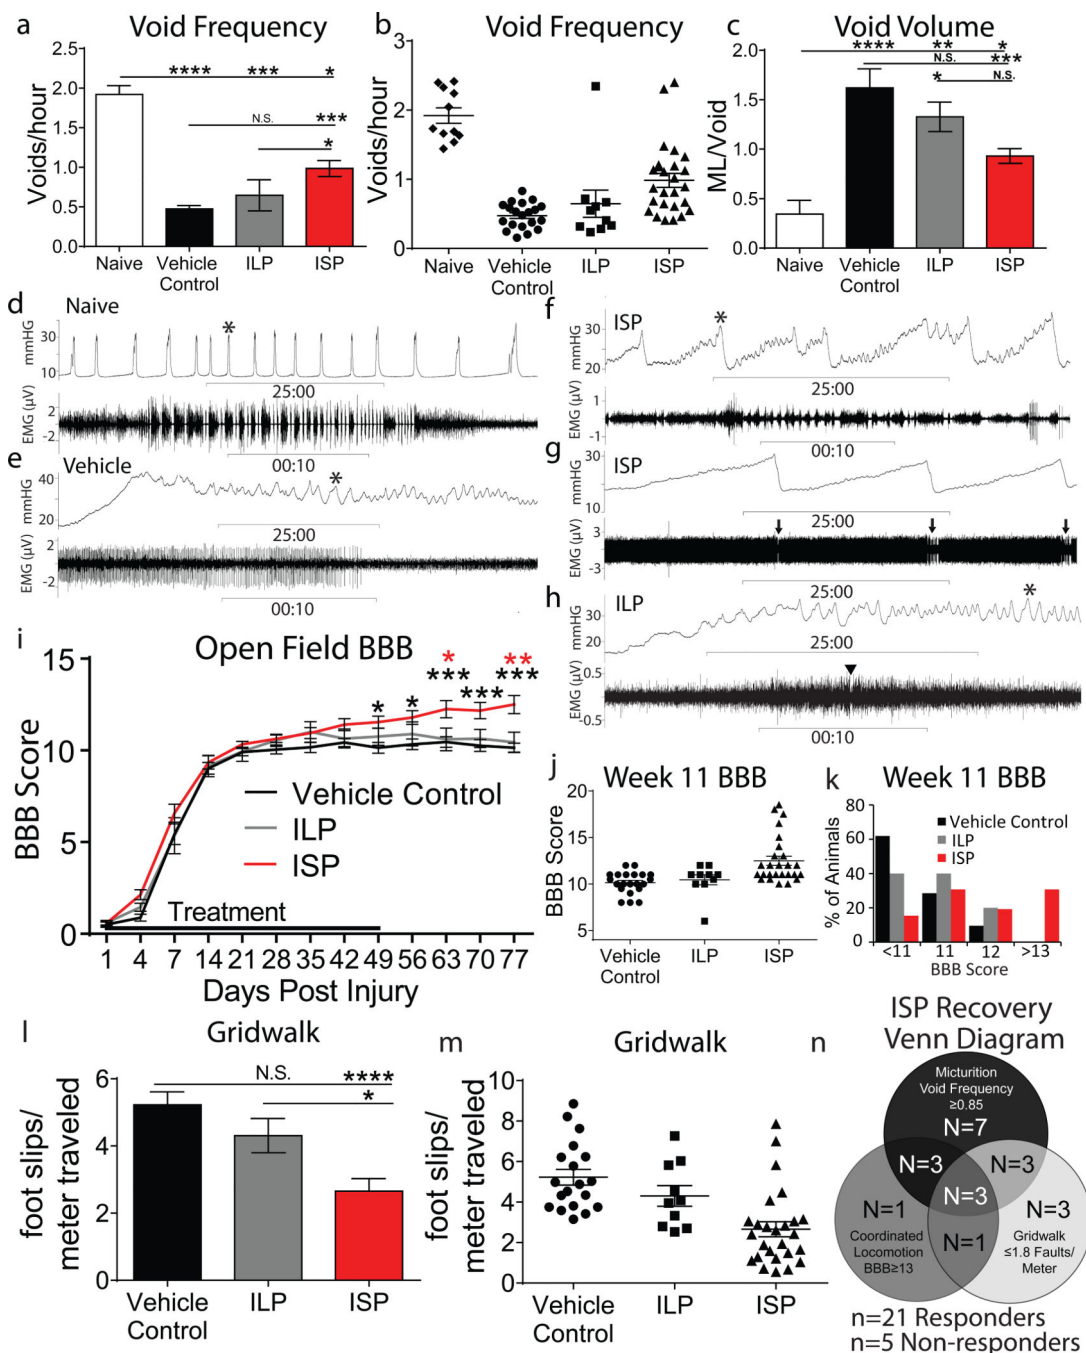 a Void Frequency
Voids/hour
2.5
2.0
1.5
1.0
0.5
0.0
**** *** *
N.S. ***
*
Naive Vehicle Control ILP ISP
b Void Frequency
Voids/hour
3
2
1
0
Naive Vehicle Control ILP ISP
c Void Volume
ML/Void
2.0
1.5
1.0
0.5
0.0
**** ** *
N.S. ***
* N.S.
Naive Vehicle Control ILP ISP
d Naive
mmHG
30
10
*
25:00
EMG (µV)
2
-2
00:10
e Vehicle
mmHG
40
20
*
25:00
EMG (µV)
2
-2
00:10
f ISP
mmHG
30
20
*
25:00
EMG (µV)
1
-1
00:10
g ISP
mmHG
30
10
25:00
EMG (µV)
3
-3
25:00
h ILP
mmHG
30
20
*
25:00
EMG (µV)
0.5
-0.5
00:10
i Open Field BBB
BBB Score
15
10
5
0
* * *** *** ***
* **
Vehicle Control
ILP
ISP
Treatment
1 4 7 14 21 28 35 42 49 56 63 70 77
Days Post Injury
j Week 11 BBB
BBB Score
20
15
10
5
Vehicle Control ILP ISP
k Week 11 BBB
% of Animals
80
60
40
20
0
Vehicle Control
ILP
ISP
<11 11 12 >13
BBB Score
l Gridwalk
foot slips/
meter traveled
6
4
2
0
N.S. ****
*
Vehicle Control ILP ISP
m Gridwalk
foot slips/
meter traveled
10
8
6
4
2
0
Vehicle Control ILP ISP
n ISP Recovery
Venn Diagram
Micturition
Void Frequency
≥0.85
N=7
N=3 N=3
N=3
N=1 N=3
N=1
Coordinated
Locomotion
BBB≥13
Gridwalk
≤1.8 Faults/
Meter
n=21 Responders
n=5 Non-responders